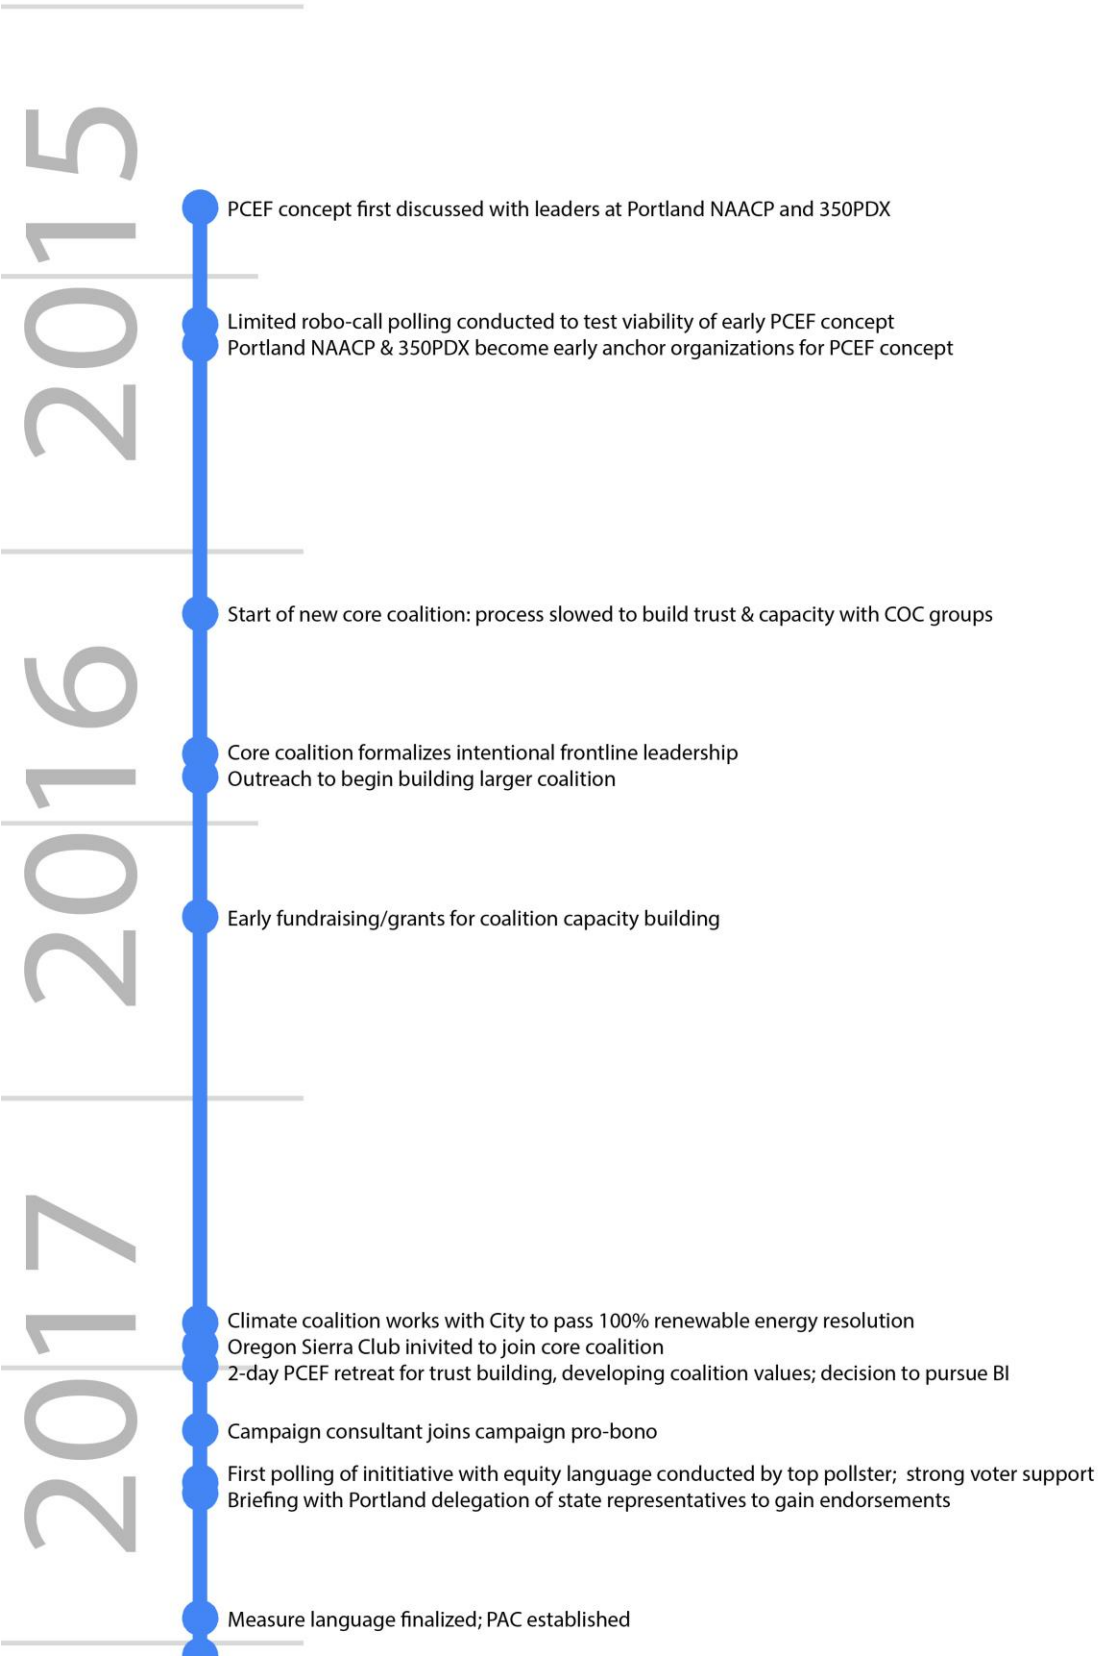 2015
PCEF concept first discussed with leaders at Portland NAACP and 350PDX
Limited robo-call polling conducted to test viability of early PCEF concept
Portland NAACP & 350PDX become early anchor organizations for PCEF concept
2016
Start of new core coalition: process slowed to build trust & capacity with COC groups
Core coalition formalizes intentional frontline leadership
Outreach to begin building larger coalition
Early fundraising/grants for coalition capacity building
2017
Climate coalition works with City to pass 100% renewable energy resolution
Oregon Sierra Club inivited to join core coalition
2-day PCEF retreat for trust building, developing coalition values; decision to pursue BI
Campaign consultant joins campaign pro-bono
First polling of inititiative with equity language conducted by top pollster; strong voter support
Briefing with Portland delegation of state representatives to gain endorsements
Measure language finalized; PAC established